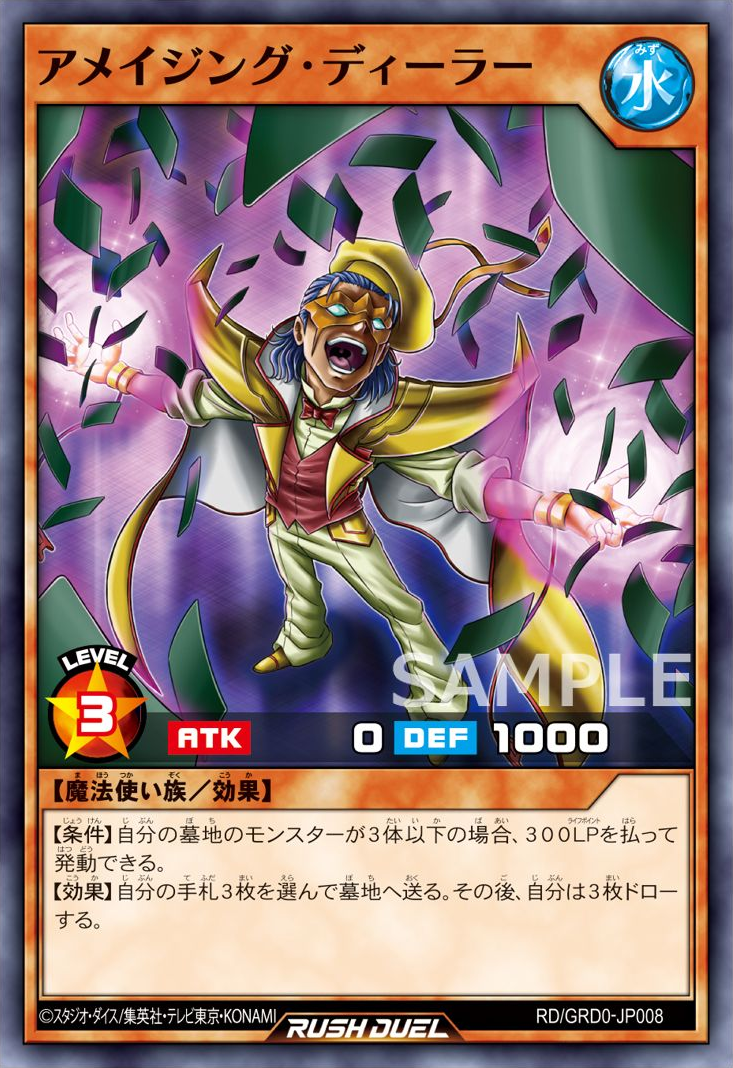 アメイジング・ディーラー
みず
水
SAMPLE
LEVEL
3
ATK 0 DEF 1000
【魔法使い族／効果】
【条件】自分の墓地のモンスターが３体以下の場合、３００LPを払って
発動できる。
【効果】自分の手札３枚を選んで墓地へ送る。その後、自分は３枚ドロー
する。
©スタジオ・ダイス/集英社・テレビ東京・KONAMI
RUSH DUEL
RD/GRD0-JP008